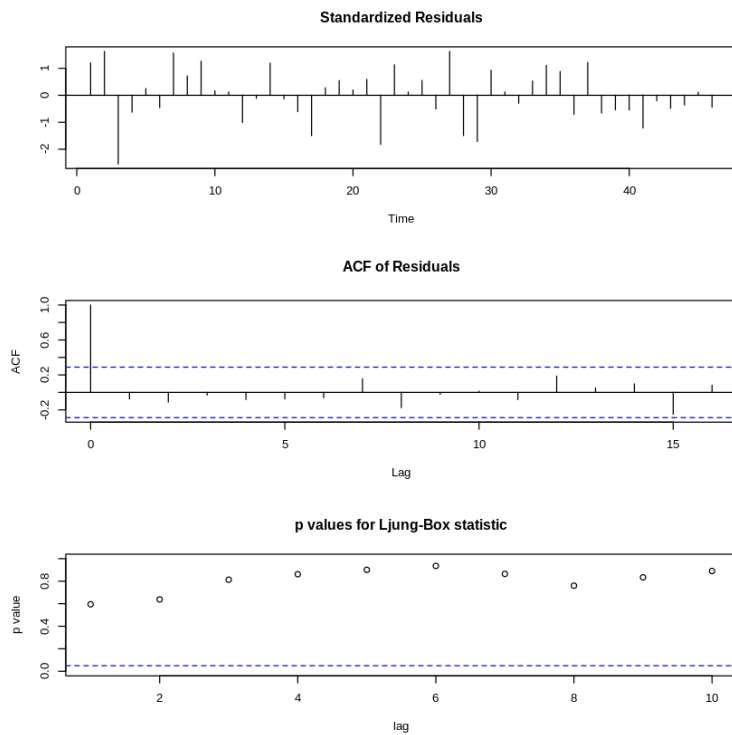 Standardized Residuals
1
0
-1
-2
0 10 20 30 40
Time
ACF of Residuals
ACF
1.0
0.6
0.2
-0.2
0 5 10 15
Lag
p values for Ljung-Box statistic
p value
0.8
0.4
0.0
2 4 6 8 10
lag